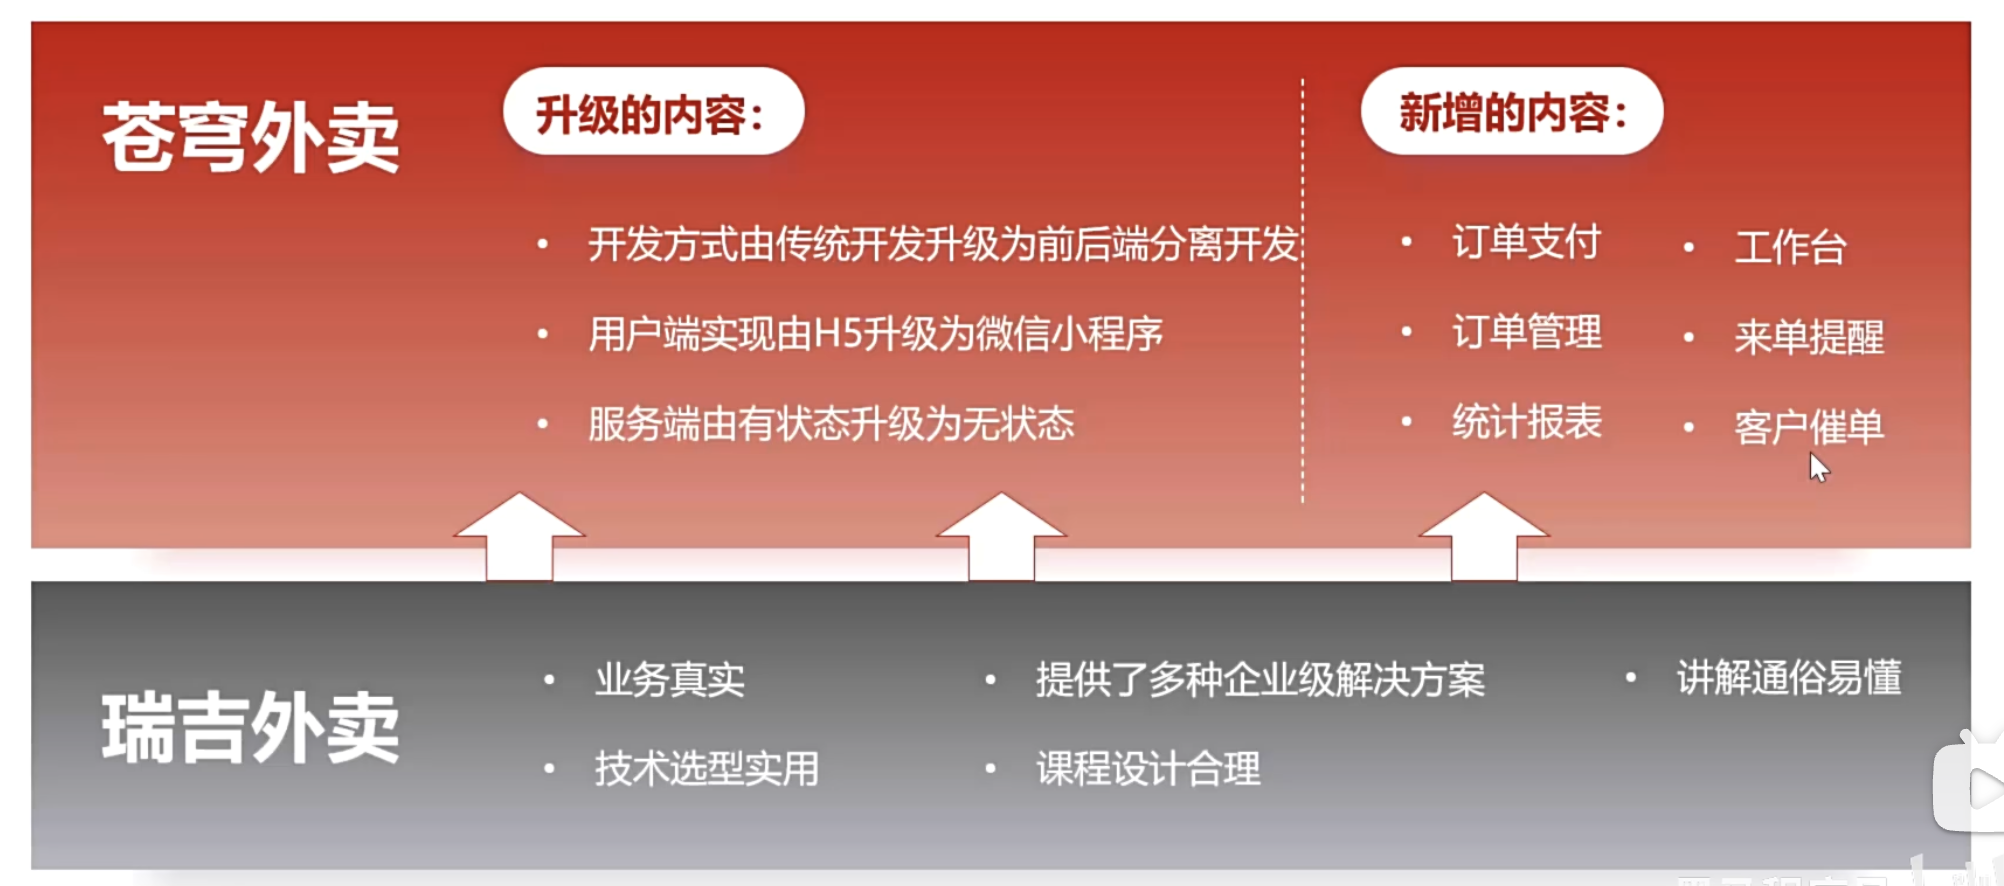 苍穹外卖
升级的内容：
• 开发方式由传统开发升级为前后端分离开发
• 用户端实现由H5升级为微信小程序
• 服务端由有状态升级为无状态
新增的内容：
• 订单支付
• 订单管理
• 统计报表
• 工作台
• 来单提醒
• 客户催单
瑞吉外卖
• 业务真实
• 技术选型实用
• 提供了多种企业级解决方案
• 课程设计合理
• 讲解通俗易懂